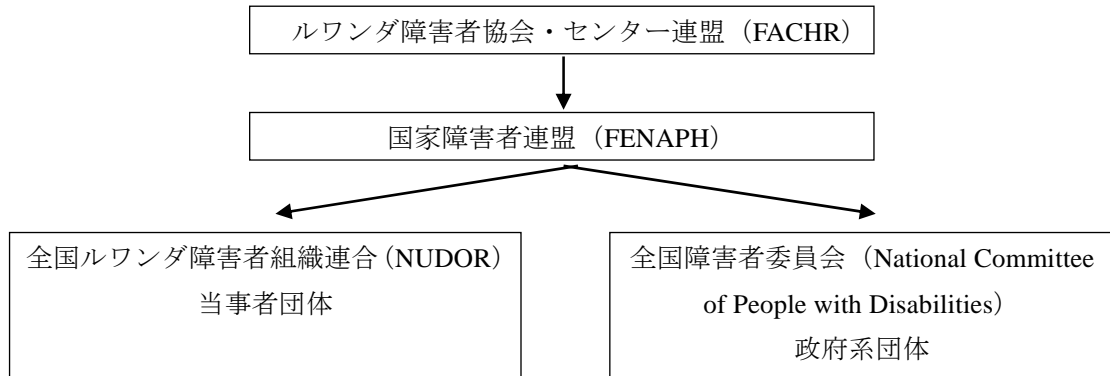 ルワンダ障害者協会・センター連盟（FACHR）
国家障害者連盟（FENAPH）
全国ルワンダ障害者組織連合（NUDOR）
当事者団体
全国障害者委員会（National Committee
of People with Disabilities）
政府系団体